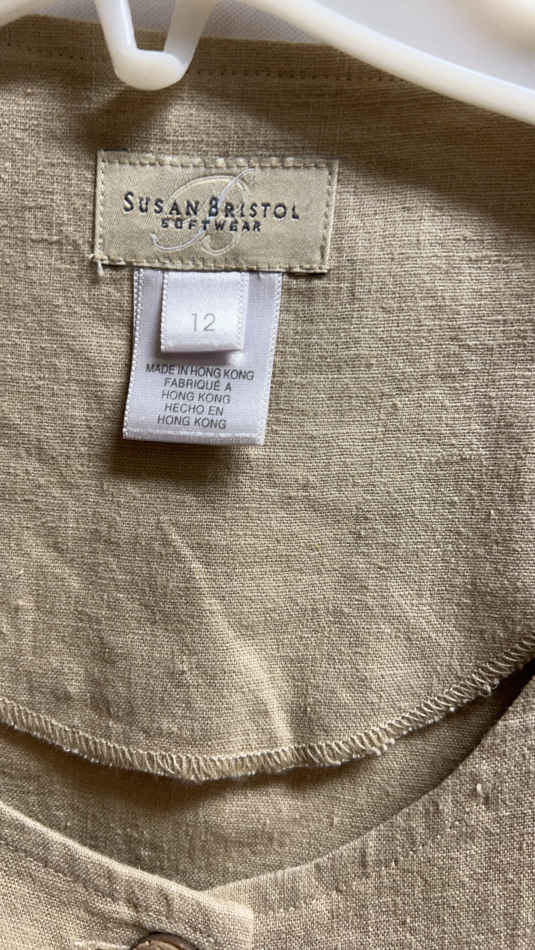 SUSAN BRISTOL
SOFTWEAR
12
MADE IN HONG KONG
FABRIQUÉ A
HONG KONG
HECHO EN
HONG KONG